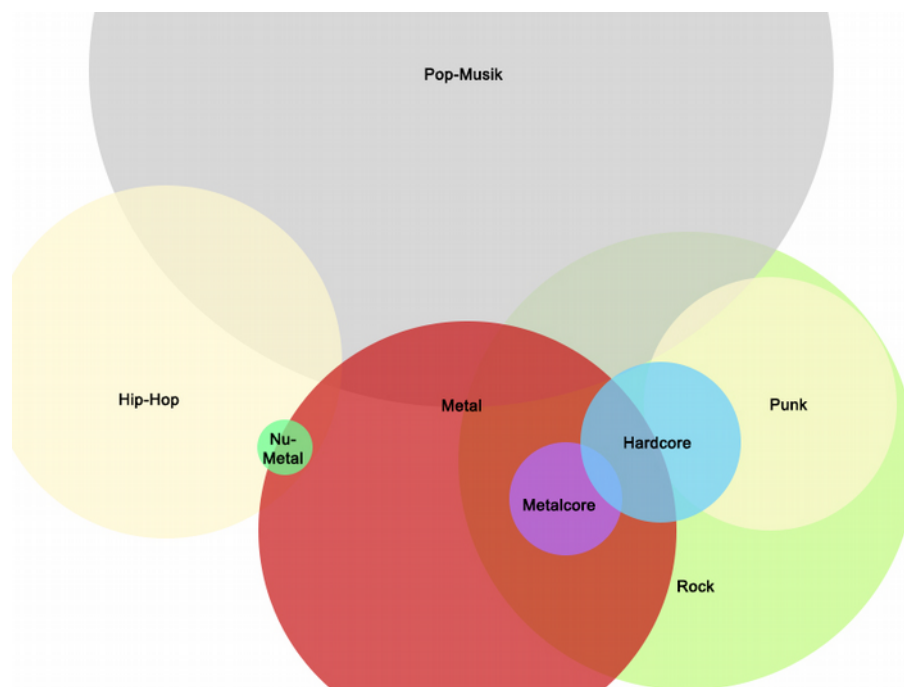 Pop-Musik
Hip-Hop
Metal
Punk
Nu-
Metal
Hardcore
Metalcore
Rock